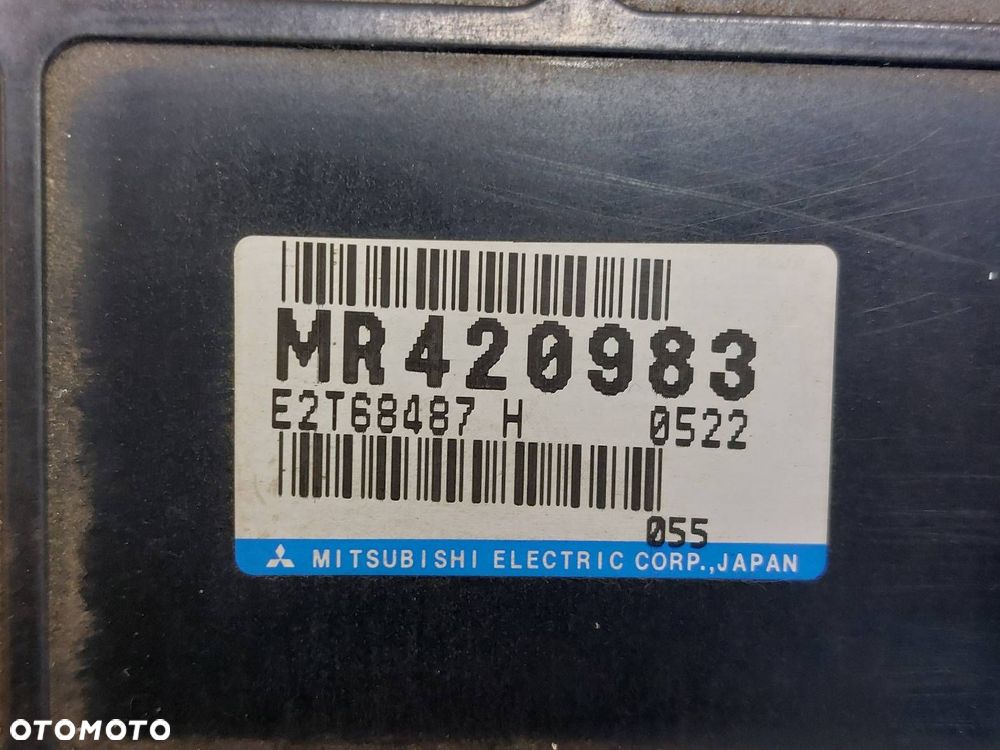 MR420983
E2T68487 H 0522
055
MITSUBISHI ELECTRIC CORP.,JAPAN
OTOMOTO